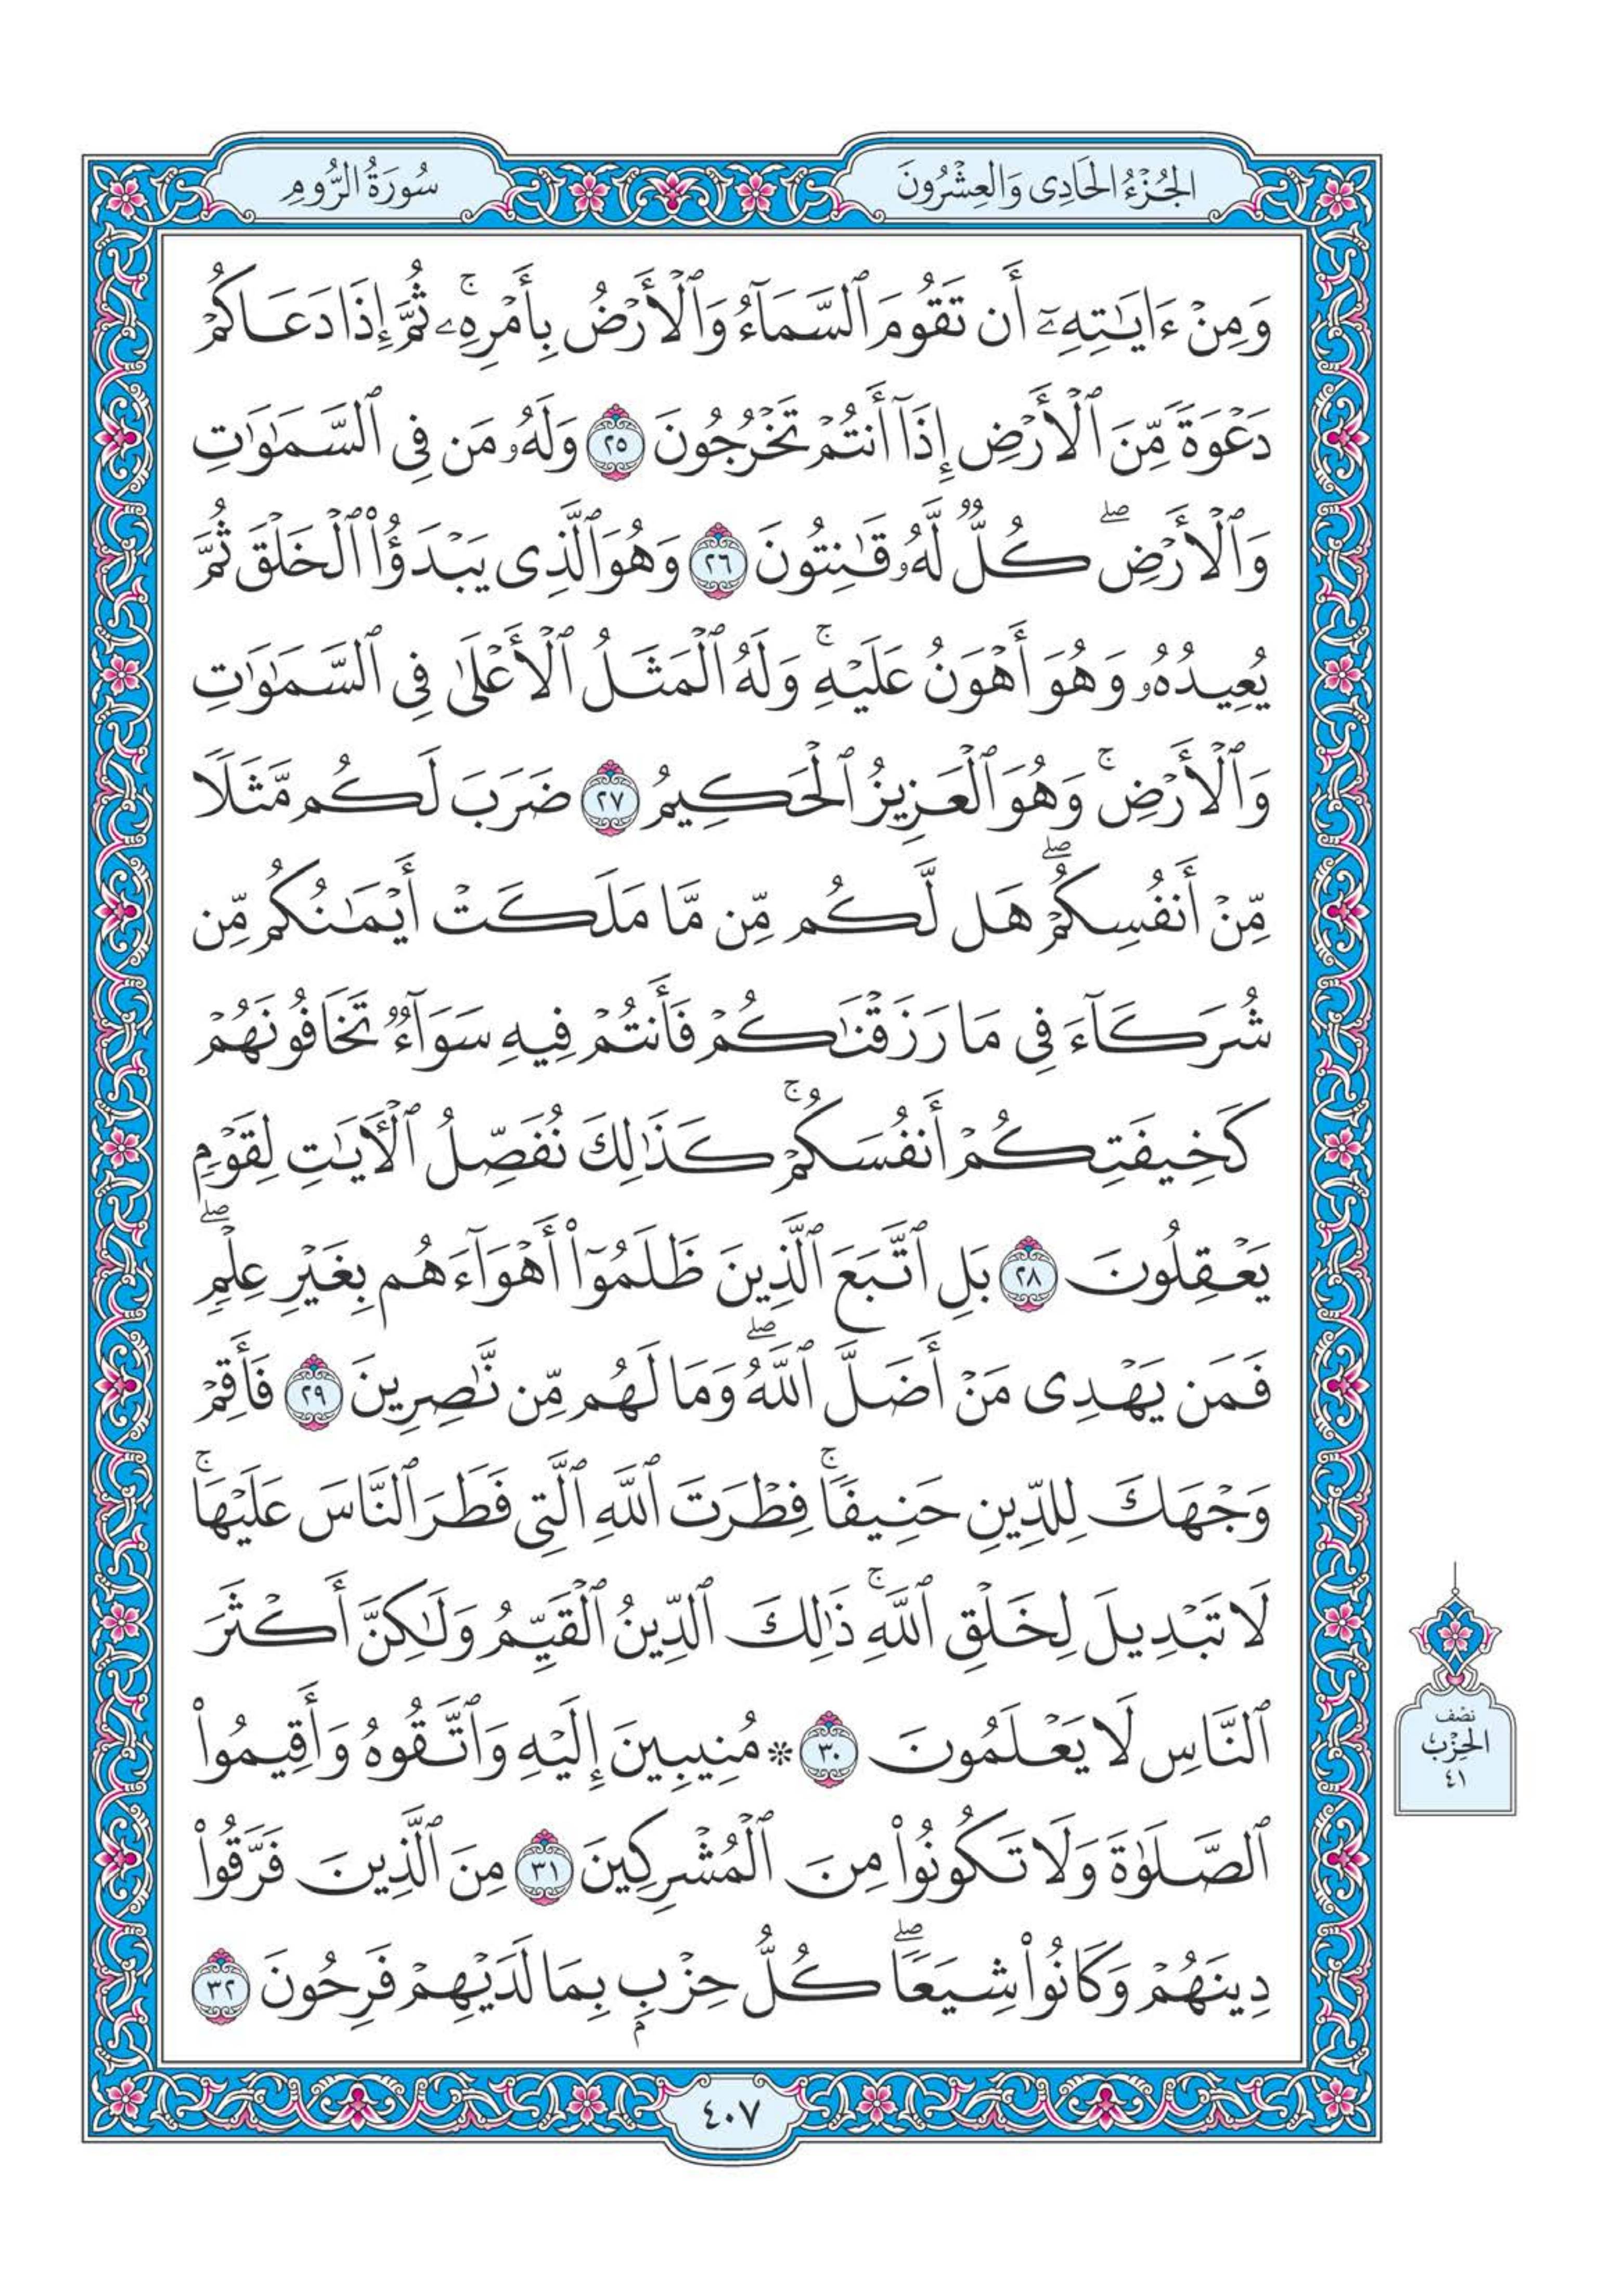 الجُزْءُ الحَادِى وَالعِشْرُونَ
سُورَةُ الرُّومِ
وَمِنْ ءَايَٰتِهِۦٓ أَن تَقُومَ ٱلسَّمَآءُ وَٱلْأَرْضُ بِأَمْرِهِۦۚ ثُمَّ إِذَا دَعَاكُمْ
دَعْوَةً مِّنَ ٱلْأَرْضِ إِذَآ أَنتُمْ تَخْرُجُونَ ٢٥ وَلَهُۥ مَن فِى ٱلسَّمَٰوَٰتِ
وَٱلْأَرْضِۖ كُلٌّ لَّهُۥ قَٰنِتُونَ ٢٦ وَهُوَ ٱلَّذِى يَبْدَؤُا۟ ٱلْخَلْقَ ثُمَّ
يُعِيدُهُۥ وَهُوَ أَهْوَنُ عَلَيْهِۚ وَلَهُ ٱلْمَثَلُ ٱلْأَعْلَىٰ فِى ٱلسَّمَٰوَٰتِ
وَٱلْأَرْضِۚ وَهُوَ ٱلْعَزِيزُ ٱلْحَكِيمُ ٢٧ ضَرَبَ لَكُم مَّثَلًا
مِّنْ أَنفُسِكُمْۖ هَل لَّكُم مِّن مَّا مَلَكَتْ أَيْمَٰنُكُم مِّن
شُرَكَآءَ فِى مَا رَزَقْنَٰكُمْ فَأَنتُمْ فِيهِ سَوَآءٌ تَخَافُونَهُمْ
كَخِيفَتِكُمْ أَنفُسَكُمْۚ كَذَٰلِكَ نُفَصِّلُ ٱلْـَٔايَٰتِ لِقَوْمٍ
يَعْقِلُونَ ٢٨ بَلِ ٱتَّبَعَ ٱلَّذِينَ ظَلَمُوٓا۟ أَهْوَآءَهُم بِغَيْرِ عِلْمٍۖ
فَمَن يَهْدِى مَنْ أَضَلَّ ٱللَّهُۖ وَمَا لَهُم مِّن نَّٰصِرِينَ ٢٩ فَأَقِمْ
وَجْهَكَ لِلدِّينِ حَنِيفًاۚ فِطْرَتَ ٱللَّهِ ٱلَّتِى فَطَرَ ٱلنَّاسَ عَلَيْهَاۚ
لَا تَبْدِيلَ لِخَلْقِ ٱللَّهِۚ ذَٰلِكَ ٱلدِّينُ ٱلْقَيِّمُ وَلَٰكِنَّ أَكْثَرَ
ٱلنَّاسِ لَا يَعْلَمُونَ ٣٠ ۞ مُنِيبِينَ إِلَيْهِ وَٱتَّقُوهُ وَأَقِيمُوا۟
ٱلصَّلَوٰةَ وَلَا تَكُونُوا۟ مِنَ ٱلْمُشْرِكِينَ ٣١ مِنَ ٱلَّذِينَ فَرَّقُوا۟
دِينَهُمْ وَكَانُوا۟ شِيَعًاۖ كُلُّ حِزْبٍۭ بِمَا لَدَيْهِمْ فَرِحُونَ ٣٢
نصْف
الحِزْبِ
٤١
٤٠٧